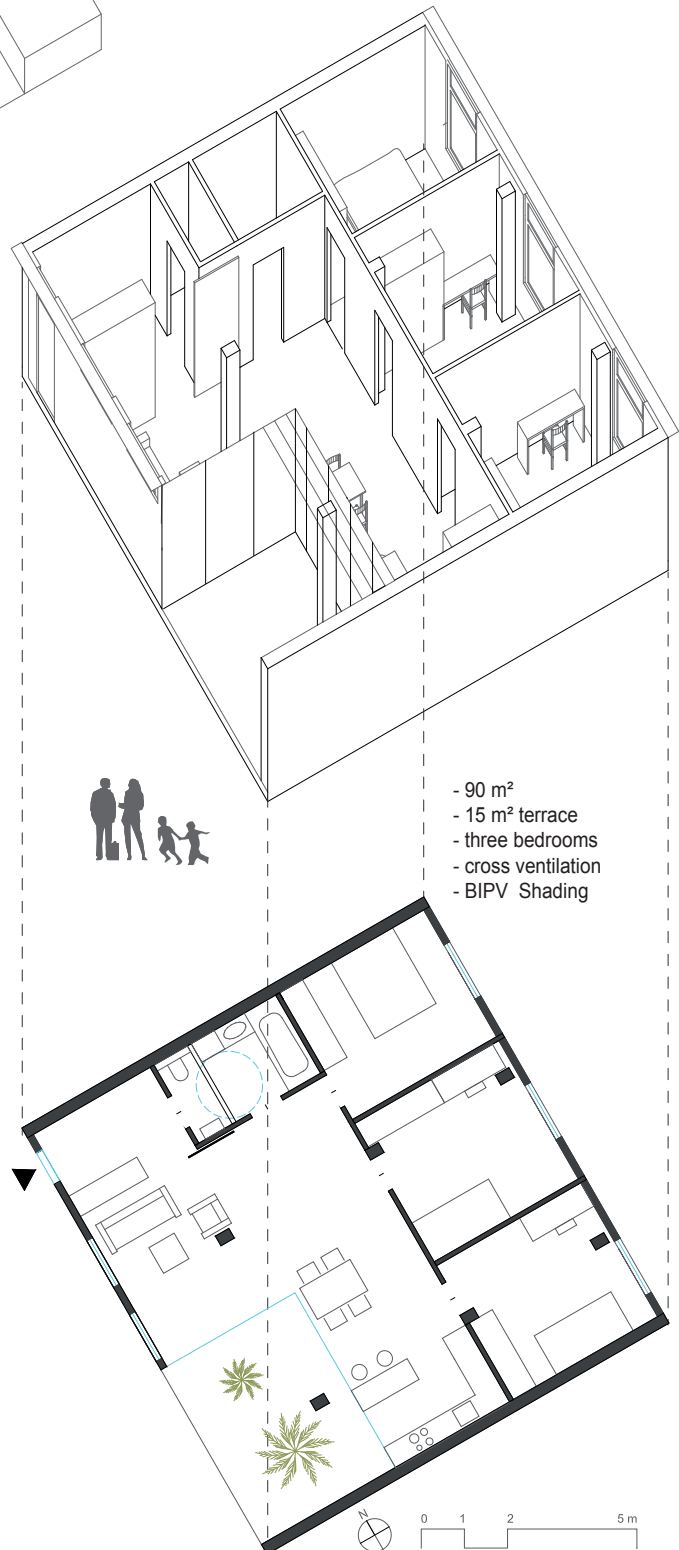 - 90 m²
- 15 m² terrace
- three bedrooms
- cross ventilation
- BIPV Shading
N
0 1 2 5 m